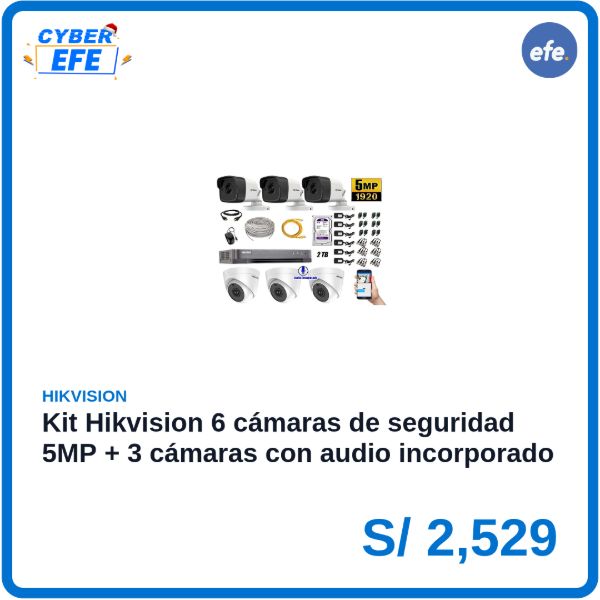 CYBER
EFE
efe.
5MP
1920
2 TB
HIKVISION
Kit Hikvision 6 cámaras de seguridad
5MP + 3 cámaras con audio incorporado
S/ 2,529